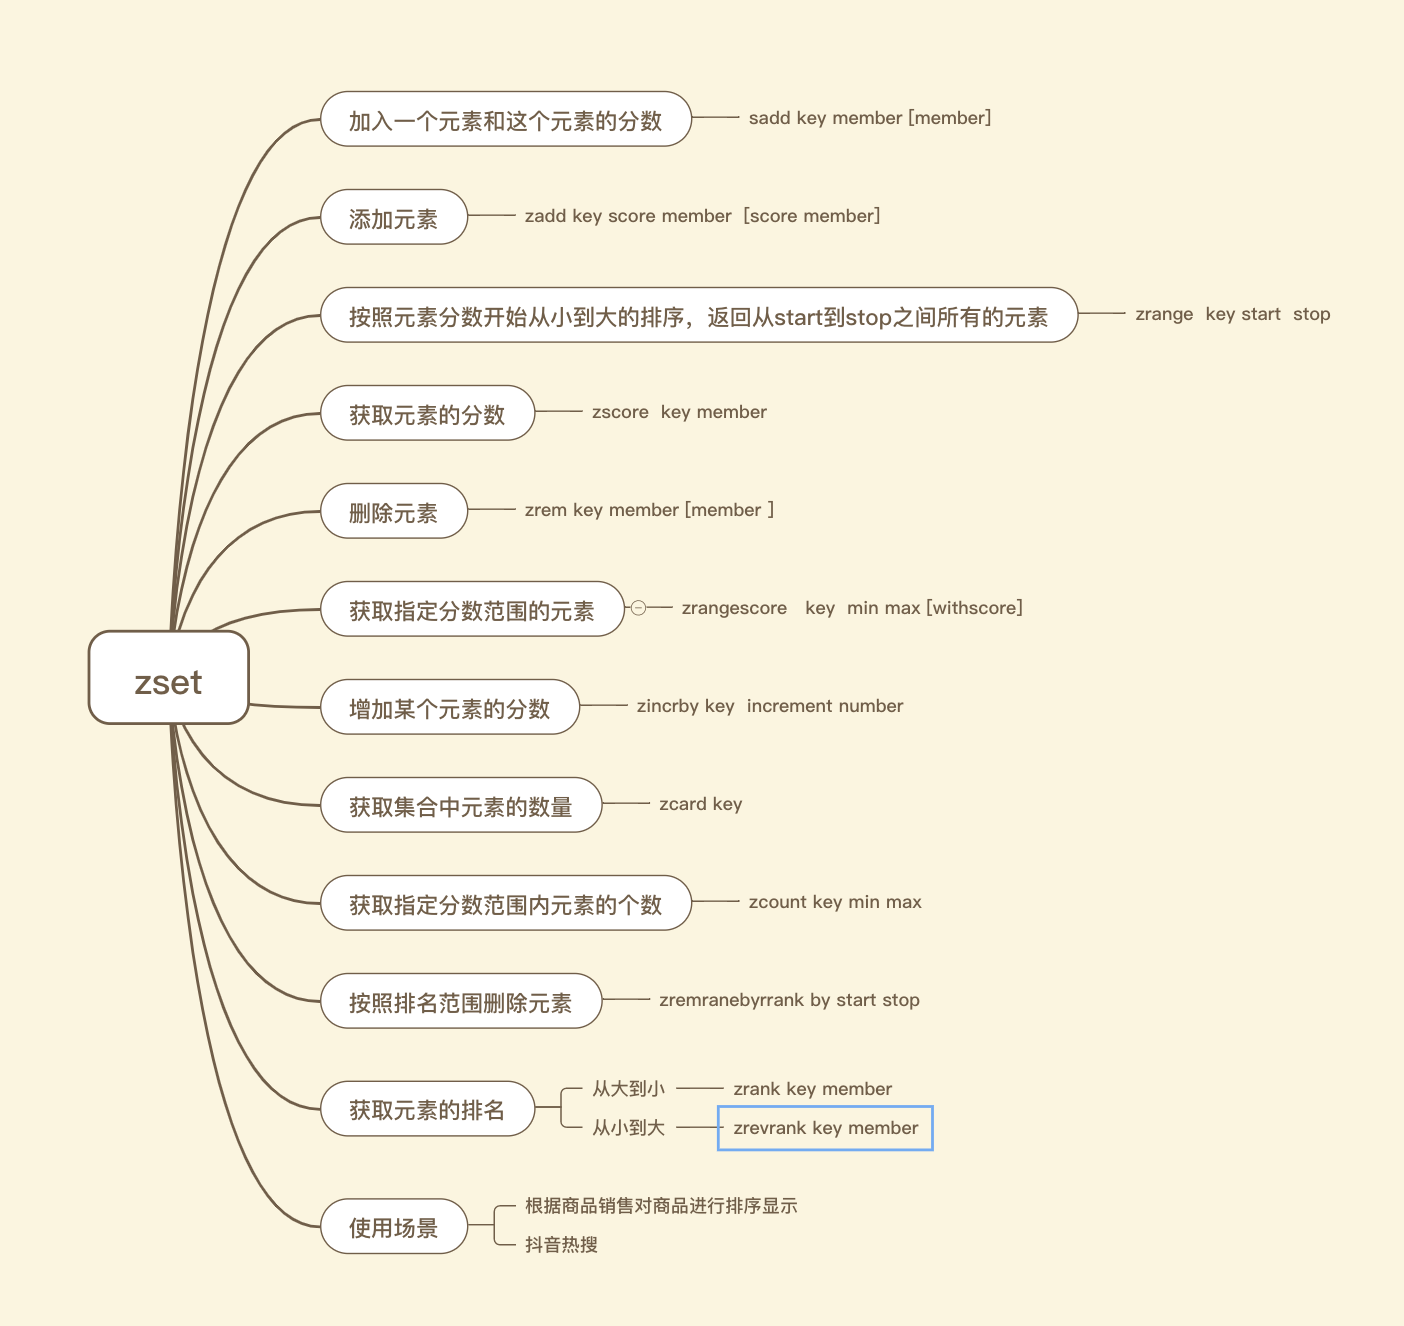 加入一个元素和这个元素的分数
sadd key member [member]
添加元素
zadd key score member [score member]
按照元素分数开始从小到大的排序，返回从start到stop之间所有的元素
zrange key start stop
获取元素的分数
zscore key member
删除元素
zrem key member [member ]
获取指定分数范围的元素
zrangescore key min max [withscore]
zset
增加某个元素的分数
zincrby key increment number
获取集合中元素的数量
zcard key
获取指定分数范围内元素的个数
zcount key min max
按照排名范围删除元素
zremranebyrrank by start stop
获取元素的排名
从大到小
zrank key member
从小到大
zrevrank key member
使用场景
根据商品销售对商品进行排序显示
抖音热搜